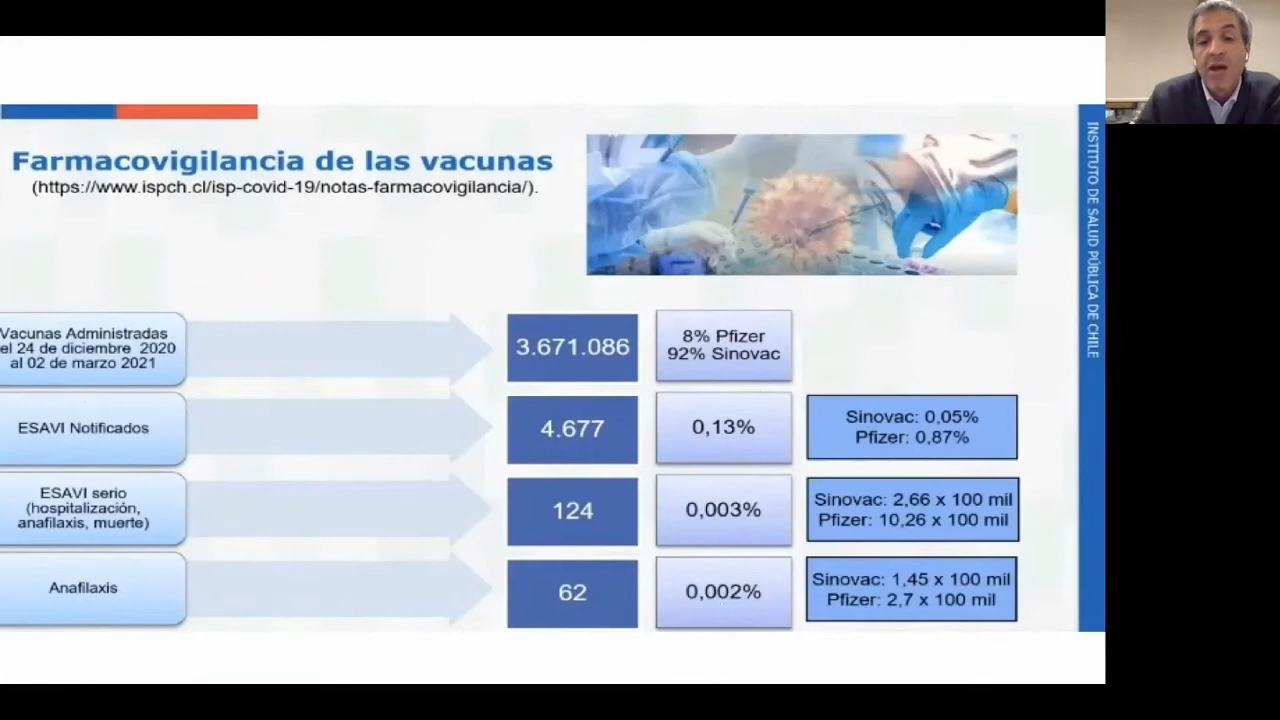 Farmacovigilancia de las vacunas
(https://www.ispch.cl/isp-covid-19/notas-farmacovigilancia/).
INSTITUTO DE SALUD PÚBLICA DE CHILE
Vacunas Administradas
el 24 de diciembre 2020
al 02 de marzo 2021
3.671.086
8% Pfizer
92% Sinovac
ESAVI Notificados
4.677
0,13%
Sinovac: 0,05%
Pfizer: 0,87%
ESAVI serio
(hospitalización,
anafilaxis, muerte)
124
0,003%
Sinovac: 2,66 x 100 mil
Pfizer: 10,26 x 100 mil
Anafilaxis
62
0,002%
Sinovac: 1,45 x 100 mil
Pfizer: 2,7 x 100 mil